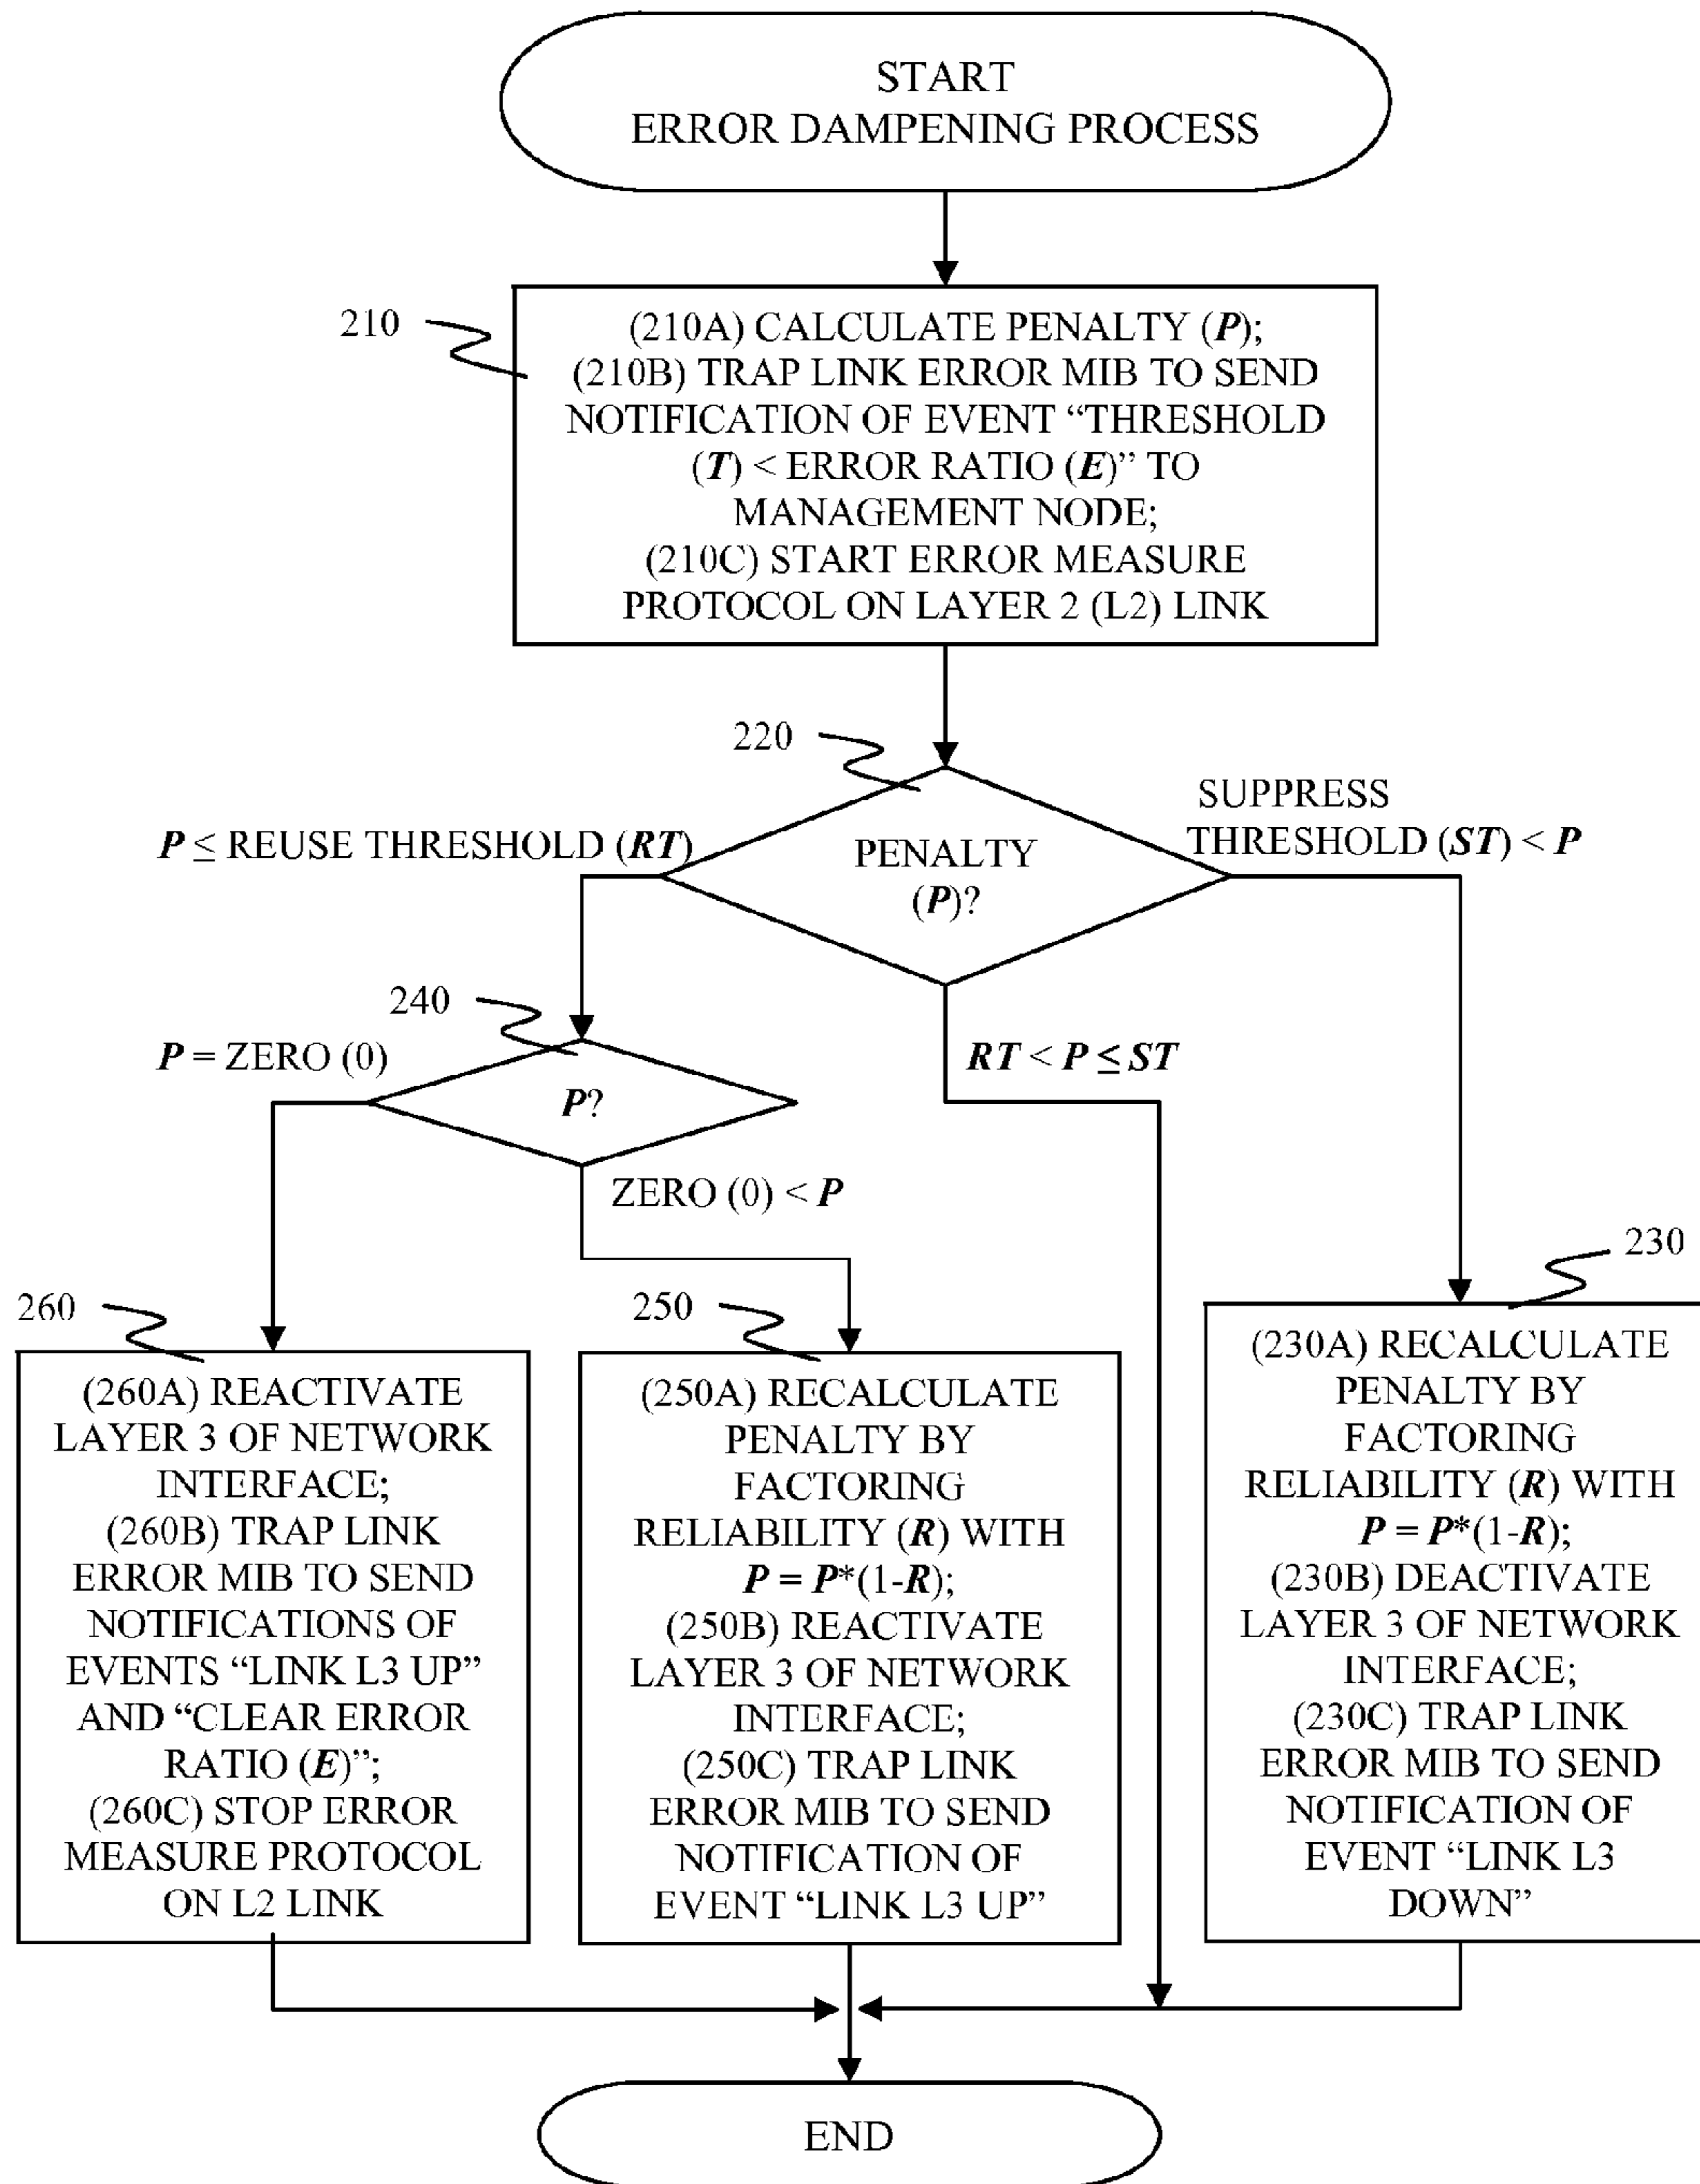 START
ERROR DAMPENING PROCESS
210
(210A) CALCULATE PENALTY (P);
(210B) TRAP LINK ERROR MIB TO SEND
NOTIFICATION OF EVENT “THRESHOLD
(T) < ERROR RATIO (E)” TO
MANAGEMENT NODE;
(210C) START ERROR MEASURE
PROTOCOL ON LAYER 2 (L2) LINK
220
P ≤ REUSE THRESHOLD (RT)
PENALTY
(P)?
SUPPRESS
THRESHOLD (ST) < P
240
P = ZERO (0)
P?
RT < P ≤ ST
ZERO (0) < P
260
(260A) REACTIVATE
LAYER 3 OF NETWORK
INTERFACE;
(260B) TRAP LINK
ERROR MIB TO SEND
NOTIFICATIONS OF
EVENTS “LINK L3 UP”
AND “CLEAR ERROR
RATIO (E)”;
(260C) STOP ERROR
MEASURE PROTOCOL
ON L2 LINK
250
(250A) RECALCULATE
PENALTY BY
FACTORING
RELIABILITY (R) WITH
P = P*(1-R);
(250B) REACTIVATE
LAYER 3 OF NETWORK
INTERFACE;
(250C) TRAP LINK
ERROR MIB TO SEND
NOTIFICATION OF
EVENT “LINK L3 UP”
230
(230A) RECALCULATE
PENALTY BY
FACTORING
RELIABILITY (R) WITH
P = P*(1-R);
(230B) DEACTIVATE
LAYER 3 OF NETWORK
INTERFACE;
(230C) TRAP LINK
ERROR MIB TO SEND
NOTIFICATION OF
EVENT “LINK L3
DOWN”
END